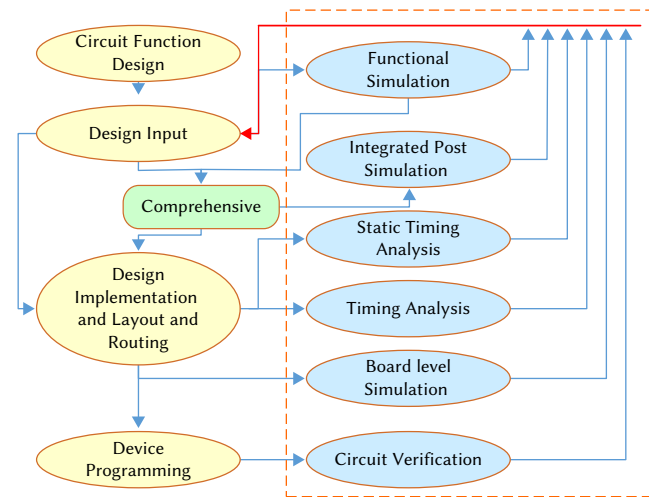 Circuit Function
Design
Functional
Simulation
Design Input
Integrated Post
Simulation
Comprehensive
Static Timing
Analysis
Design
Implementation
and Layout and
Routing
Timing Analysis
Board level
Simulation
Device
Programming
Circuit Verification